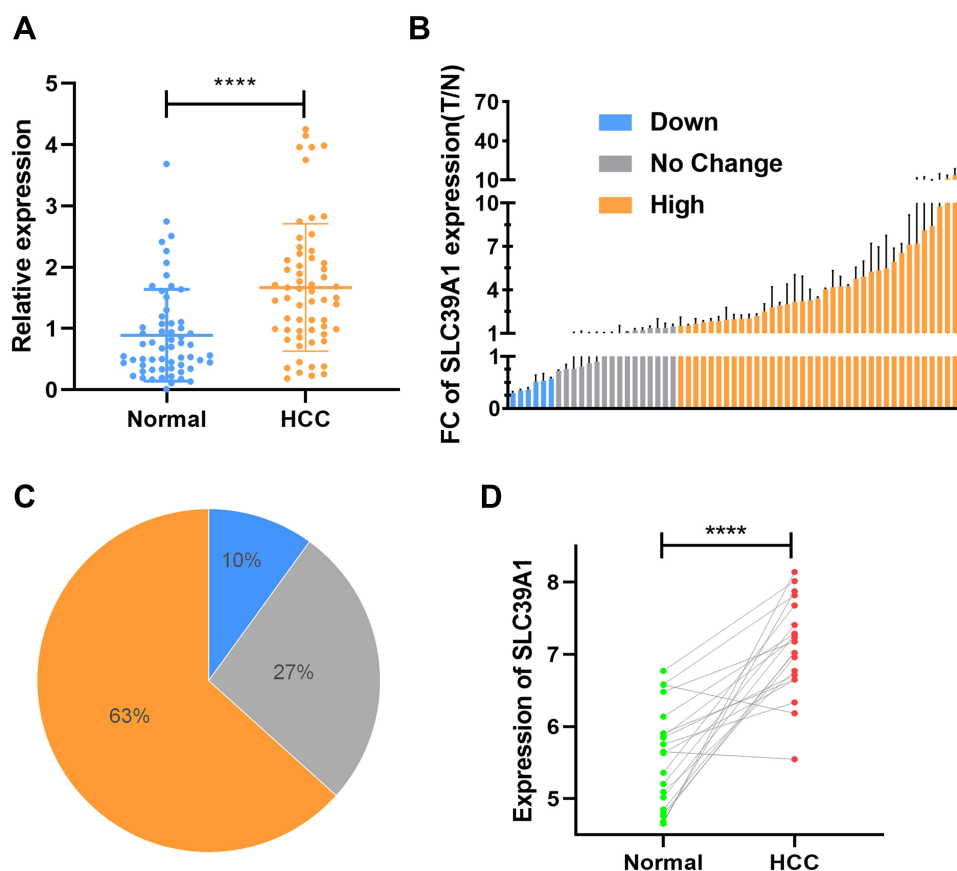 A
Relative expression
5
4
3
2
1
0
****
Normal
HCC
B
FC of SLC39A1 expression(T/N)
70
40
10
10
7
4
1
1
0
Down
No Change
High
C
10%
27%
63%
D
Expression of SLC39A1
8
7
6
5
****
Normal
HCC